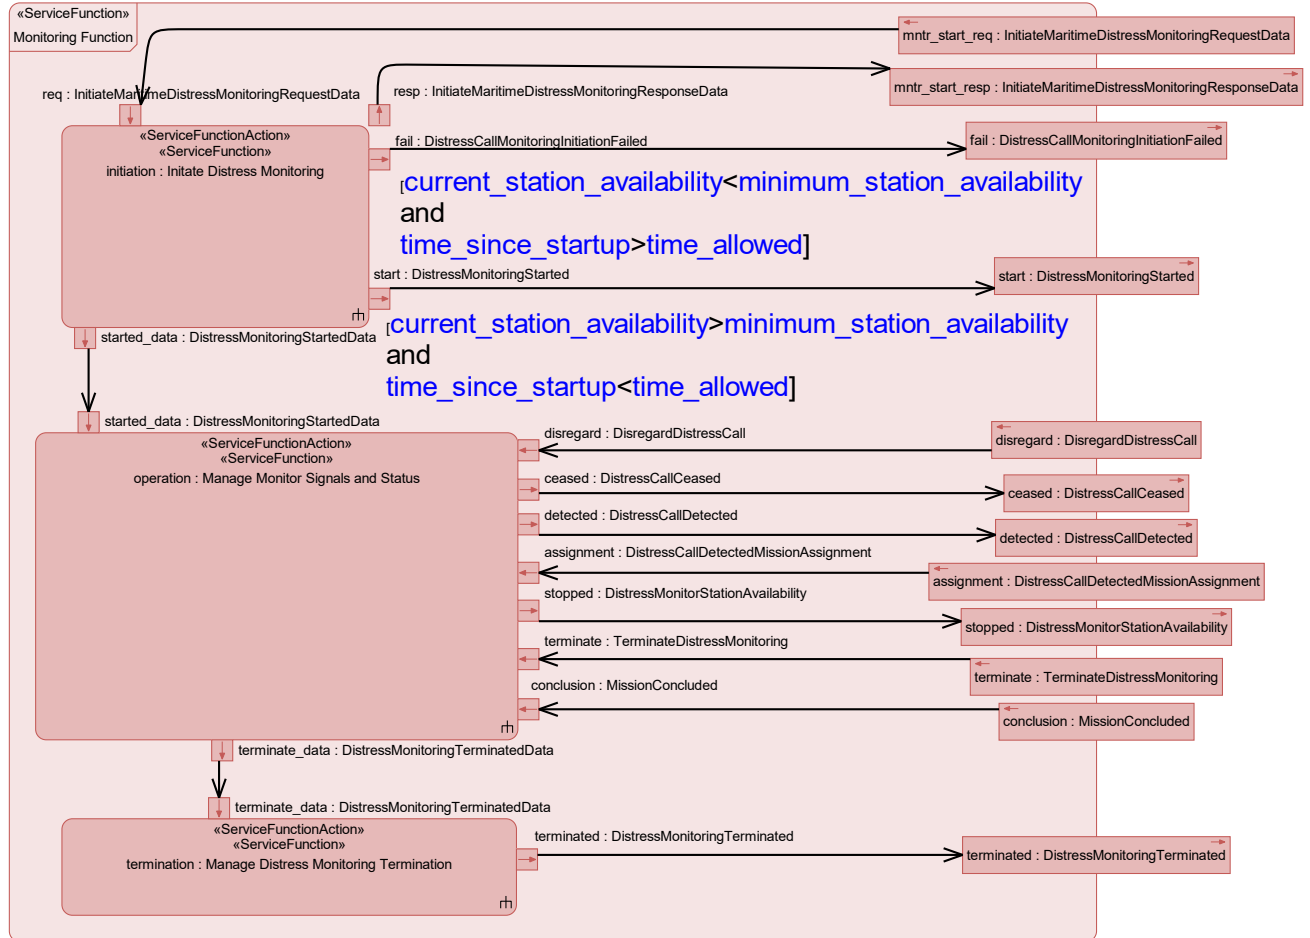 «ServiceFunction»
Monitoring Function
mntr_start_req : InitiateMaritimeDistressMonitoringRequestData
mntr_start_resp : InitiateMaritimeDistressMonitoringResponseData
req : InitiateMaritimeDistressMonitoringRequestData
resp : InitiateMaritimeDistressMonitoringResponseData
«ServiceFunctionAction»
«ServiceFunction»
initiation : Initate Distress Monitoring
fail : DistressCallMonitoringInitiationFailed
fail : DistressCallMonitoringInitiationFailed
[current_station_availability<minimum_station_availability
and
time_since_startup>time_allowed]
start : DistressMonitoringStarted
start : DistressMonitoringStarted
[current_station_availability>minimum_station_availability
and
time_since_startup<time_allowed]
started_data : DistressMonitoringStartedData
started_data : DistressMonitoringStartedData
«ServiceFunctionAction»
«ServiceFunction»
operation : Manage Monitor Signals and Status
disregard : DisregardDistressCall
disregard : DisregardDistressCall
ceased : DistressCallCeased
ceased : DistressCallCeased
detected : DistressCallDetected
detected : DistressCallDetected
assignment : DistressCallDetectedMissionAssignment
assignment : DistressCallDetectedMissionAssignment
stopped : DistressMonitorStationAvailability
stopped : DistressMonitorStationAvailability
terminate : TerminateDistressMonitoring
terminate : TerminateDistressMonitoring
conclusion : MissionConcluded
conclusion : MissionConcluded
terminate_data : DistressMonitoringTerminatedData
terminate_data : DistressMonitoringTerminatedData
«ServiceFunctionAction»
«ServiceFunction»
termination : Manage Distress Monitoring Termination
terminated : DistressMonitoringTerminated
terminated : DistressMonitoringTerminated